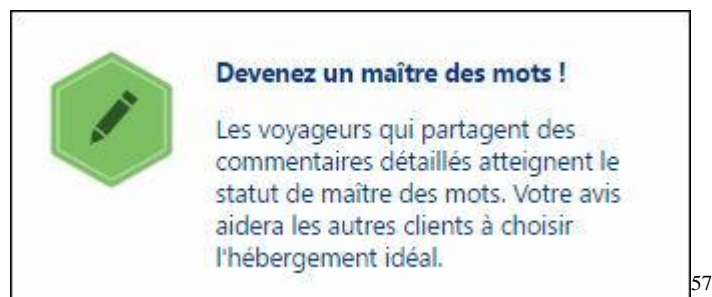 Devenez un maître des mots !
Les voyageurs qui partagent des
commentaires détaillés atteignent le
statut de maître des mots. Votre avis
aidera les autres clients à choisir
l'hébergement idéal.
57